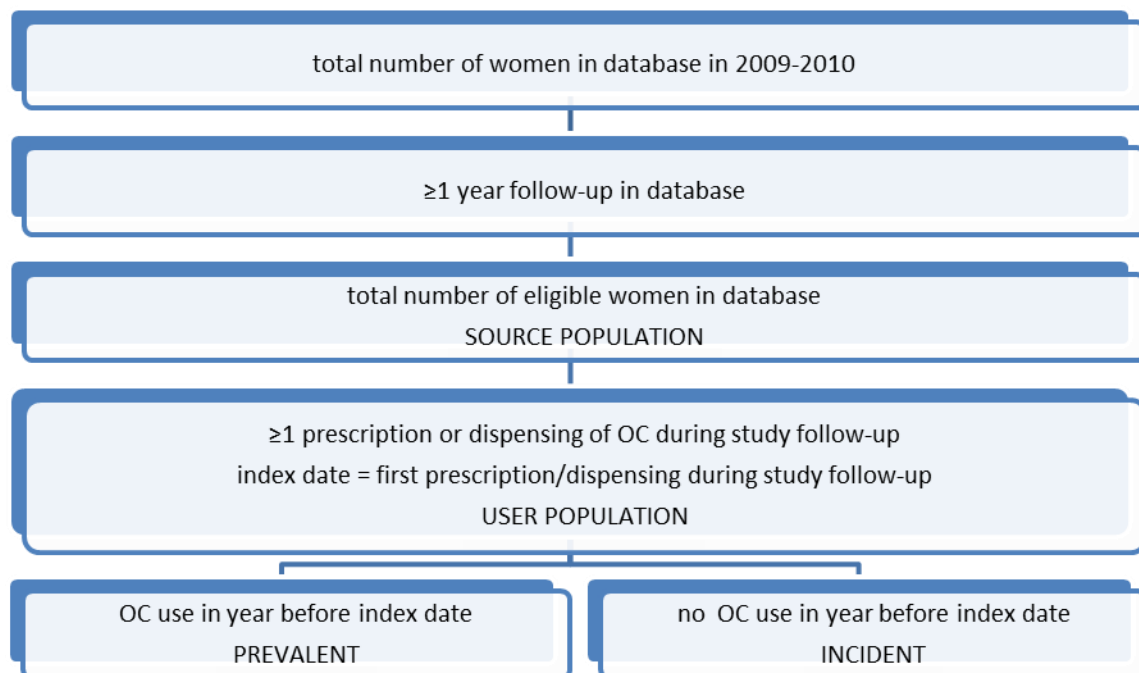 total number of women in database in 2009-2010
≥1 year follow-up in database
total number of eligible women in database
SOURCE POPULATION
≥1 prescription or dispensing of OC during study follow-up
index date = first prescription/dispensing during study follow-up
USER POPULATION
OC use in year before index date
PREVALENT
no OC use in year before index date
INCIDENT